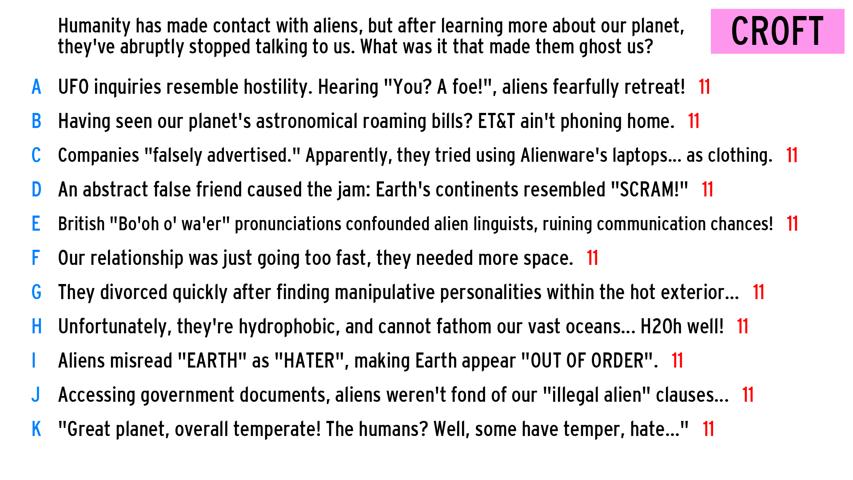 Humanity has made contact with aliens, but after learning more about our planet,
they've abruptly stopped talking to us. What was it that made them ghost us?
CROFT
A UFO inquiries resemble hostility. Hearing "You? A foe!", aliens fearfully retreat! 11
B Having seen our planet's astronomical roaming bills? ET&T ain't phoning home. 11
C Companies "falsely advertised." Apparently, they tried using Alienware's laptops... as clothing. 11
D An abstract false friend caused the jam: Earth's continents resembled "SCRAM!" 11
E British "Bo'oh o' wa'er" pronunciations confounded alien linguists, ruining communication chances! 11
F Our relationship was just going too fast, they needed more space. 11
G They divorced quickly after finding manipulative personalities within the hot exterior... 11
H Unfortunately, they're hydrophobic, and cannot fathom our vast oceans... H2Oh well! 11
I Aliens misread "EARTH" as "HATER", making Earth appear "OUT OF ORDER". 11
J Accessing government documents, aliens weren't fond of our "illegal alien" clauses... 11
K "Great planet, overall temperate! The humans? Well, some have temper, hate..." 11